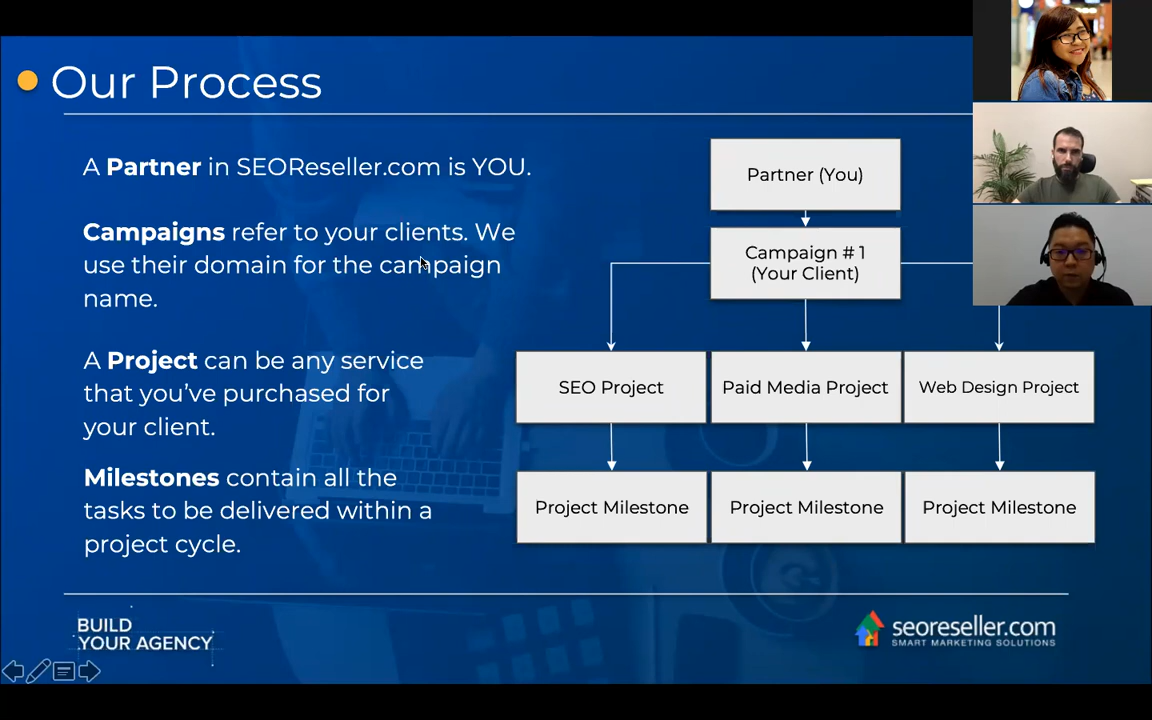 Our Process
A Partner in SEOReseller.com is YOU.
Campaigns refer to your clients. We
use their domain for the campaign
name.
A Project can be any service
that you’ve purchased for
your client.
Milestones contain all the
tasks to be delivered within a
project cycle.
Partner (You)
Campaign # 1
(Your Client)
SEO Project
Paid Media Project
Web Design Project
Project Milestone
Project Milestone
Project Milestone
BUILD
YOUR AGENCY
seoreseller.com
SMART MARKETING SOLUTIONS